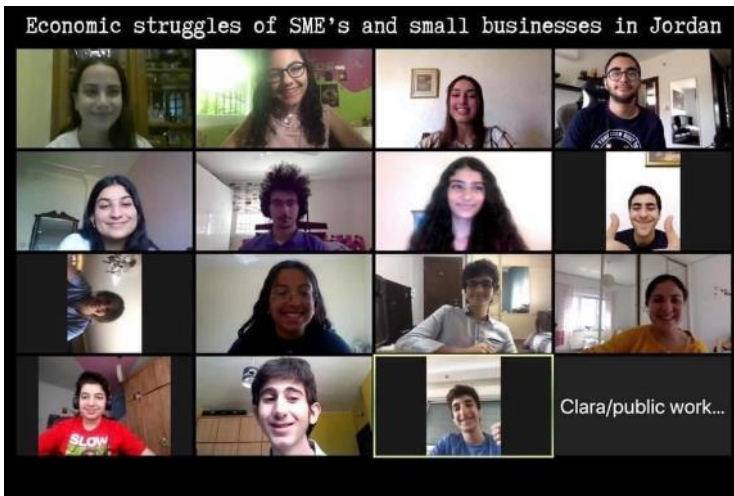 Economic struggles of SME's and small businesses in Jordan
SLOW
Clara/public work...